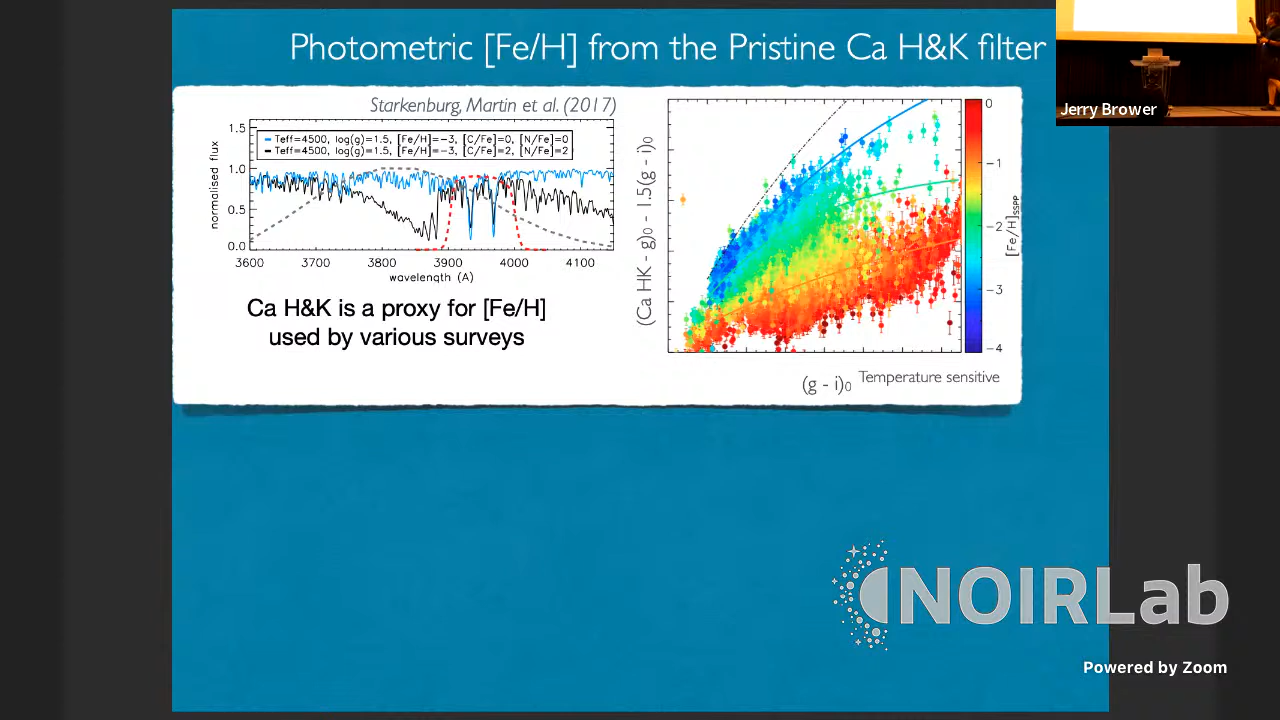 Photometric [Fe/H] from the Pristine Ca H&K filter
Jerry Brower
Starkenburg, Martin et al. (2017)
Teff=4500, log(g)=1.5, [Fe/H]=−3, [C/Fe]=0, [N/Fe]=0
Teff=4500, log(g)=1.5, [Fe/H]=−3, [C/Fe]=2, [N/Fe]=2
normalised flux
1.5
1.0
0.5
0.0
3600 3700 3800 3900 4000 4100
wavelength (A)
Ca H&K is a proxy for [Fe/H]
used by various surveys
(Ca HK - g)0 - 1.5(g - i)0
(g - i)0 Temperature sensitive
0
−1
−2
−3
−4
[Fe/H]SSPP
NOIRLab
Powered by Zoom